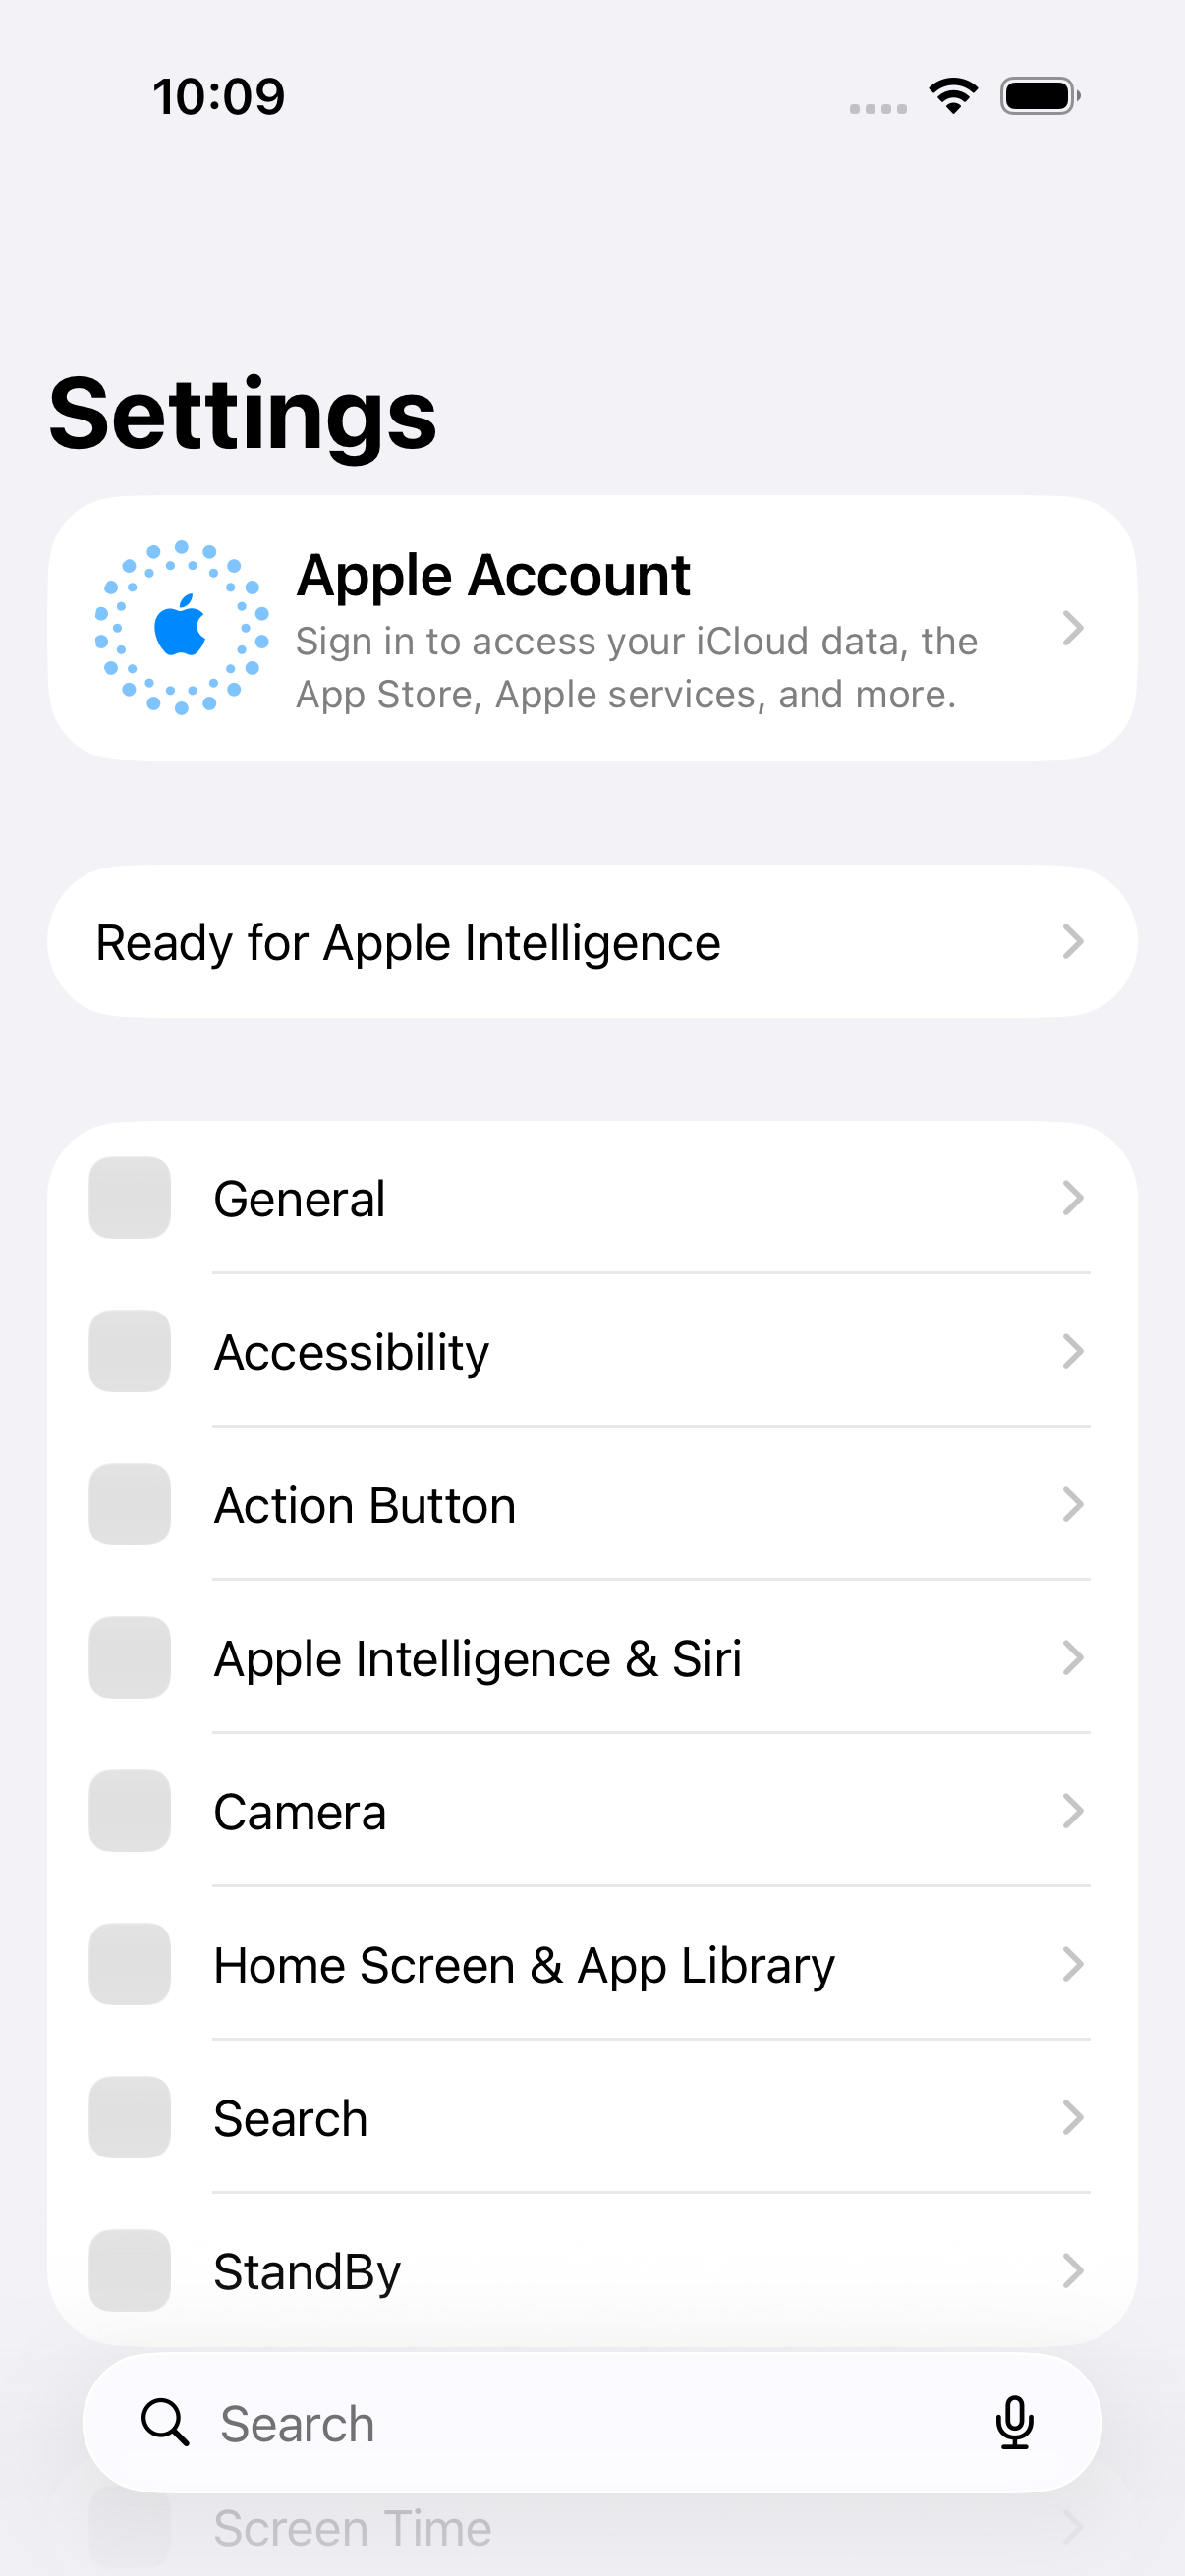 10:09
Settings
Apple Account
Sign in to access your iCloud data, the
App Store, Apple services, and more.
Ready for Apple Intelligence
General
Accessibility
Action Button
Apple Intelligence & Siri
Camera
Home Screen & App Library
Search
StandBy
Search
Screen Time